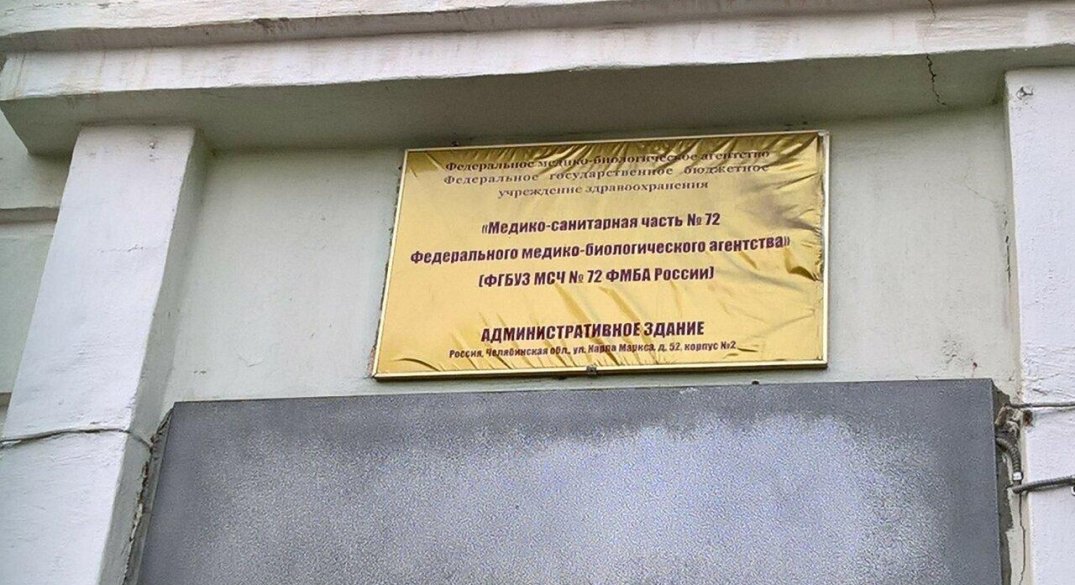 Федеральное медико-биологическое агентство
Федеральное государственное бюджетное
учреждение здравоохранения
«Медико-санитарная часть № 72
Федерального медико-биологического агентства»
(ФГБУЗ МСЧ № 72 ФМБА России)
АДМИНИСТРАТИВНОЕ ЗДАНИЕ
Россия, Челябинская обл., ул. Карла Маркса, д. 52, корпус №2